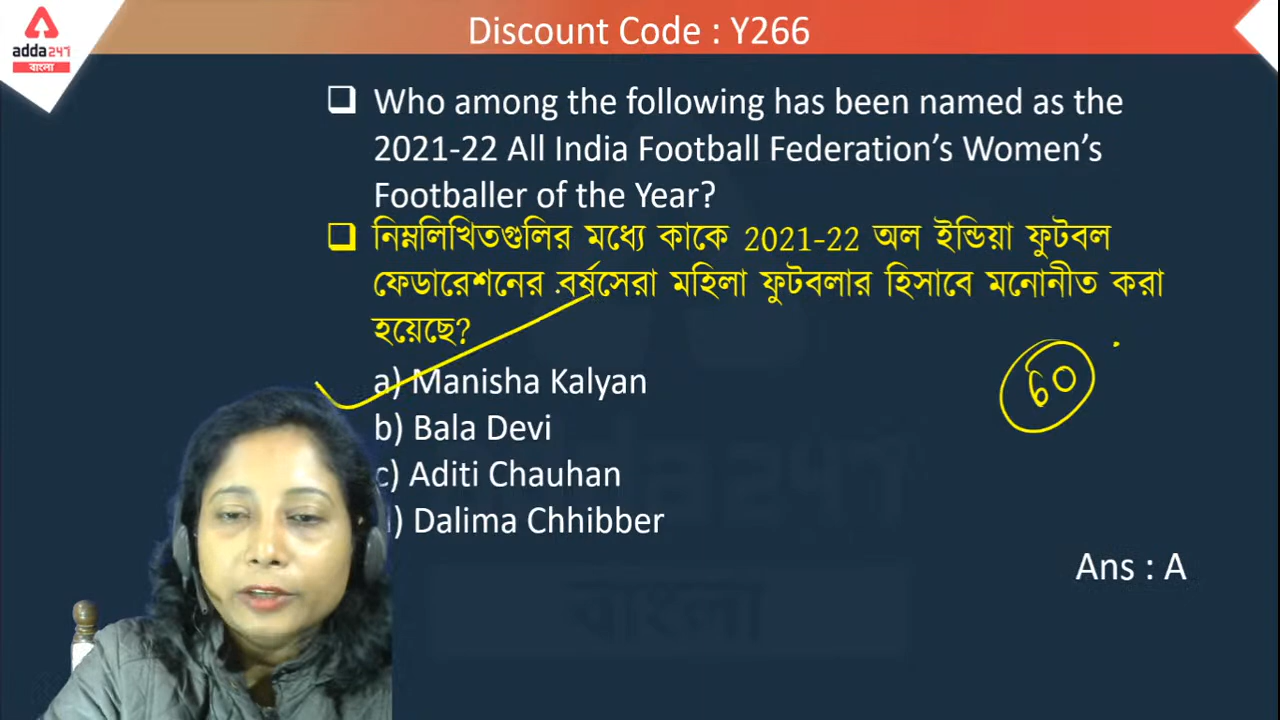 Discount Code : Y266
adda247
বাংলা
Who among the following has been named as the
2021-22 All India Football Federation’s Women’s
Footballer of the Year?
নিম্নলিখিতগুলির মধ্যে কাকে 2021-22 অল ইন্ডিয়া ফুটবল
ফেডারেশনের বর্ষসেরা মহিলা ফুটবলার হিসাবে মনোনীত করা
হয়েছে?
a) Manisha Kalyan
60
b) Bala Devi
c) Aditi Chauhan
) Dalima Chhibber
Ans : A
adda247
বাংলা